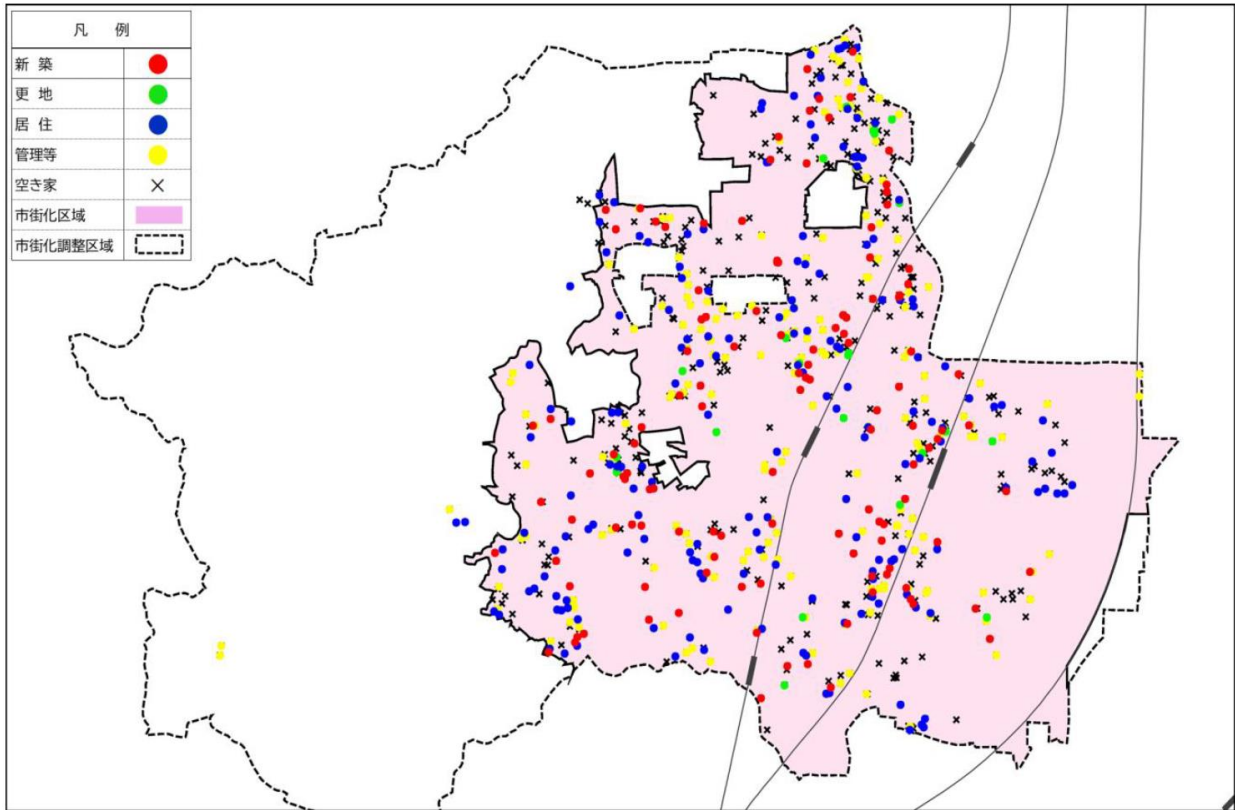 凡　例
新 築
更 地
居 住
管理等
空き家
市街化区域
市街化調整区域